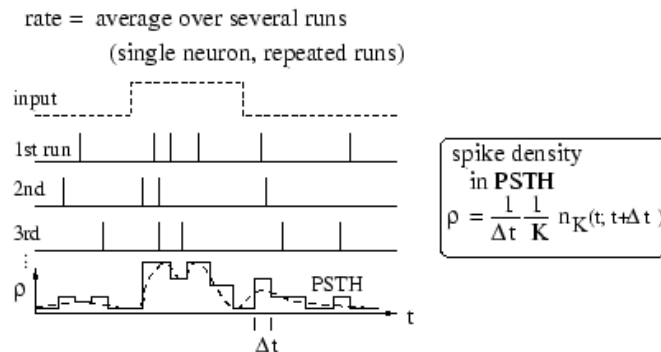 rate = average over several runs
(single neuron, repeated runs)
input
1st run
2nd
3rd
...
ρ
PSTH
t
Δt
spike density
in PSTH
ρ = 1/Δt 1/K n_K(t; t+Δt)